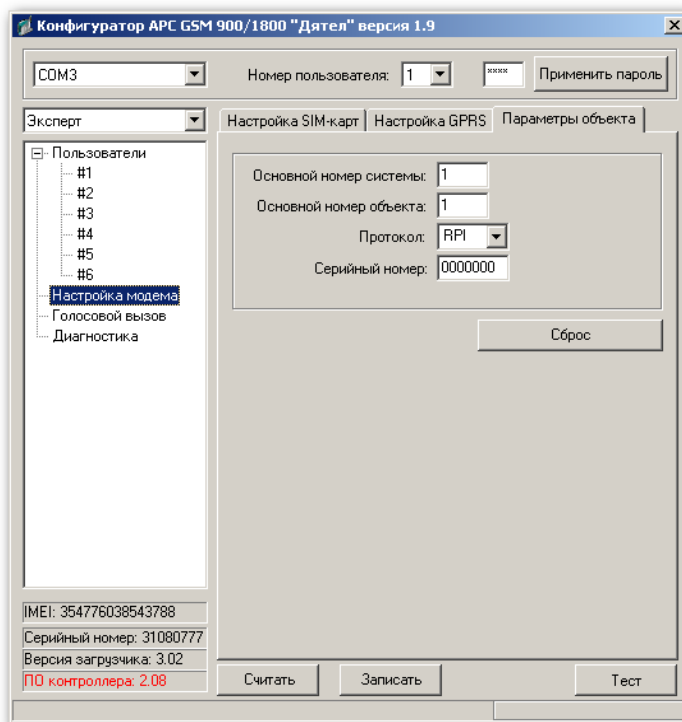 Конфигуратор АРС GSM 900/1800 "Дятел" версия 1.9
COM3
Номер пользователя: 1 **** Применить пароль
Эксперт
Настройка SIM-карт Настройка GPRS Параметры объекта
Пользователи
#1
#2
#3
#4
#5
#6
Настройка модема
Голосовой вызов
Диагностика
Основной номер системы: 1
Основной номер объекта: 1
Протокол: RPI
Серийный номер: 0000000
Сброс
IMEI: 354776038543788
Серийный номер: 31080777
Версия загрузчика: 3.02
ПО контроллера: 2.08
Считать Записать Тест